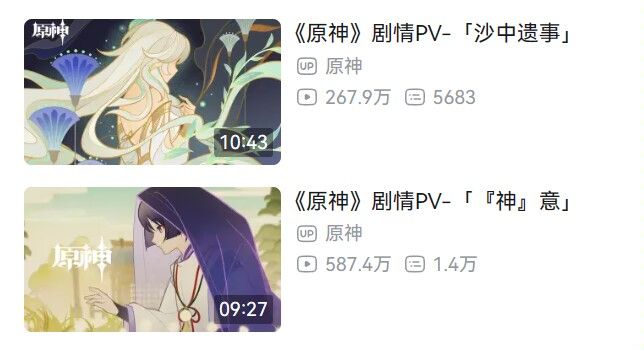 原神
10:43
《原神》剧情PV-「沙中遗事」
UP 原神
267.9万 5683
原神
09:27
《原神》剧情PV-「『神』意」
UP 原神
587.4万 1.4万